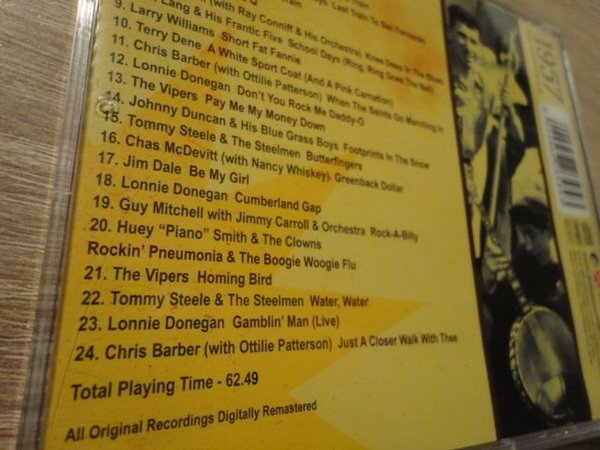 Last Train To San Fernando
(with Ray Conniff & His Orchestra) Knee Deep In The Blues
Lang & His Frantic Five School Days (Ring, Ring Goes The Bell)
9. Larry Williams Short Fat Fannie
10. Terry Dene A White Sport Coat (And A Pink Carnation)
11. Chris Barber (with Ottilie Patterson) When The Saints Go Marching In
12. Lonnie Donegan Don't You Rock Me Daddy-O
13. The Vipers Pay Me My Money Down
14. Johnny Duncan & His Blue Grass Boys Footprints In The Snow
15. Tommy Steele & The Steelmen Butterfingers
16. Chas McDevitt (with Nancy Whiskey)- Greenback Dollar
17. Jim Dale Be My Girl
18. Lonnie Donegan Cumberland Gap
19. Guy Mitchell with Jimmy Carroll & Orchestra Rock-A-Billy
20. Huey "Piano" Smith & The Clowns
Rockin' Pneumonia & The Boogie Woogie Flu
21. The Vipers Homing Bird
22. Tommy Steele & The Steelmen Water, Water
23. Lonnie Donegan Gamblin' Man (Live)
24. Chris Barber (with Ottilie Patterson) Just A Closer Walk With Thee
Total Playing Time - 62.49
All Original Recordings Digitally Remastered
1957